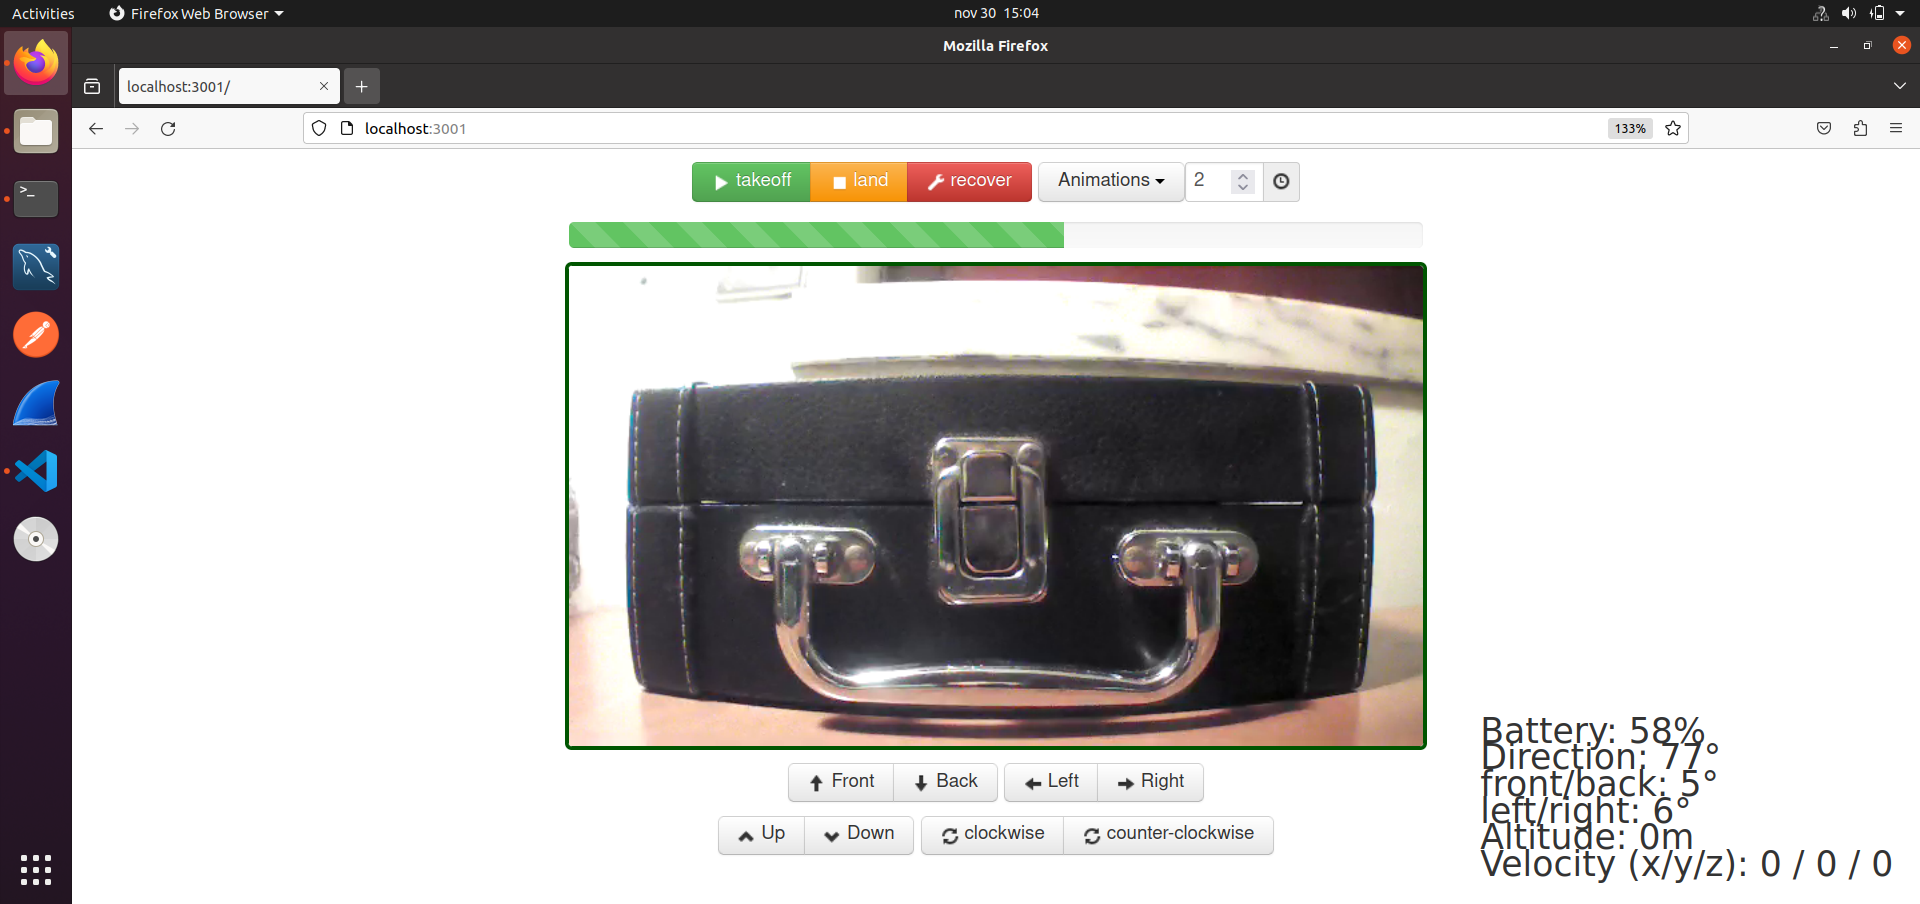 Activities
Firefox Web Browser
nov 30 15:04
Mozilla Firefox
localhost:3001/
localhost:3001
133%
takeoff
land
recover
Animations
2
Front
Back
Left
Right
Up
Down
clockwise
counter-clockwise
Battery: 58%
Direction: 77°
front/back: 5°
left/right: 6°
Altitude: 0m
Velocity (x/y/z): 0 / 0 / 0